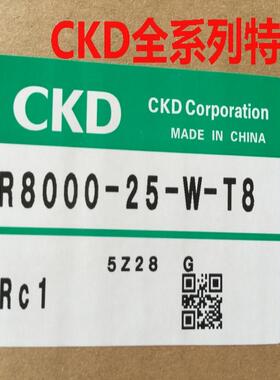 CKD全系列特
CKD
CKD Corporation
MADE IN CHINA
R8000-25-W-T8
5Z28 G
Rc1